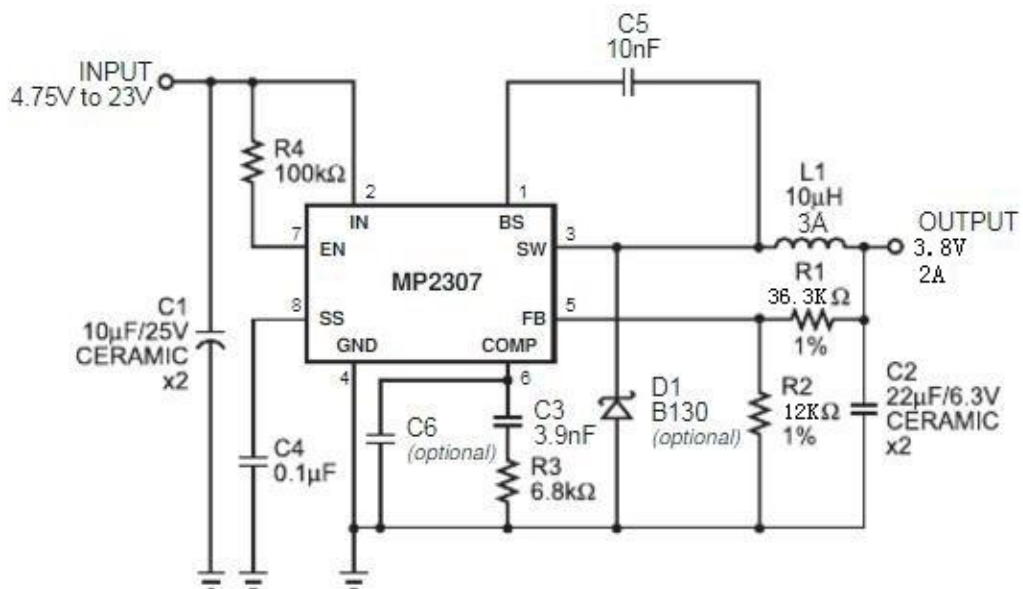 C5
10nF
INPUT
4.75V to 23V
R4
100kΩ
2
1
IN
BS
L1
10µH
3A
OUTPUT
3.8V
2A
7
EN
SW
3
MP2307
R1
36.3KΩ
1%
8
SS
FB
5
C1
10µF/25V
CERAMIC
x2
GND
COMP
4
6
D1
B130
(optional)
R2
12KΩ
1%
C2
22µF/6.3V
CERAMIC
x2
C6
(optional)
C3
3.9nF
C4
0.1µF
R3
6.8kΩ